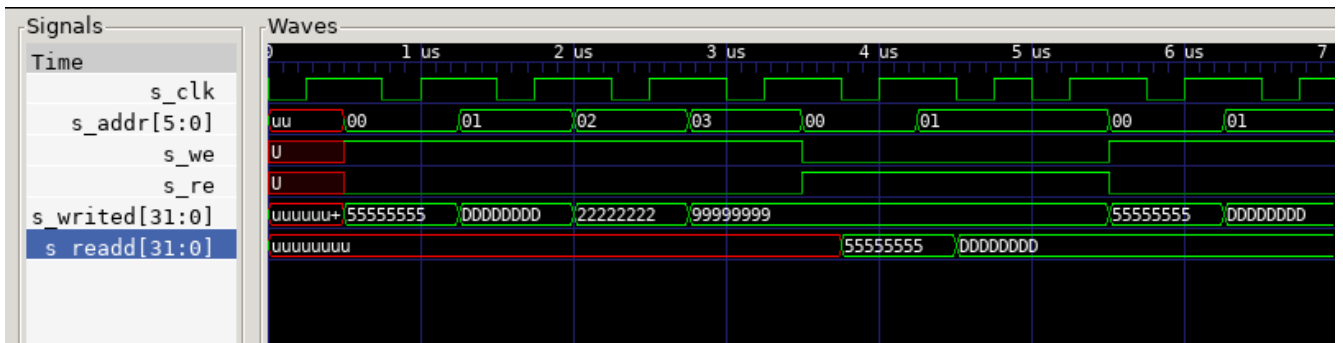 Signals Waves
Time 0 1 us 2 us 3 us 4 us 5 us 6 us 7
s_clk
s_addr[5:0] uu 00 01 02 03 00 01 00 01
s_we U
s_re U
s_writed[31:0] uuuuuu+ 55555555 DDDDDDDD 22222222 99999999 55555555 DDDDDDDD
s_readd[31:0] uuuuuuuu 55555555 DDDDDDDD